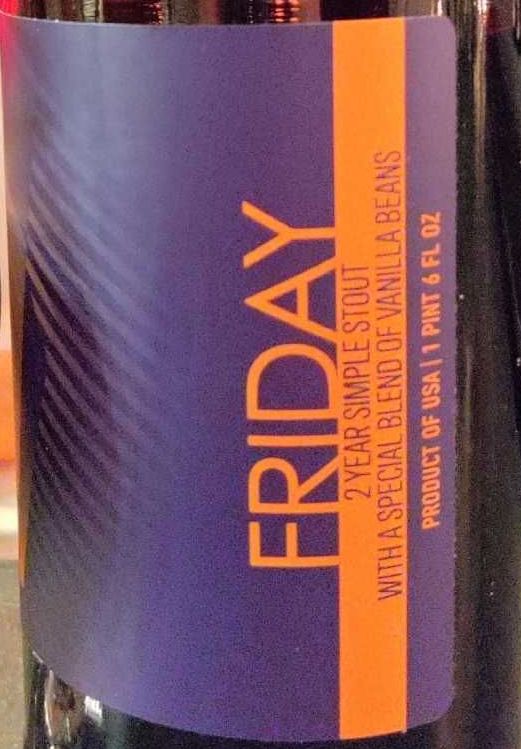 FRIDAY
2 YEAR SIMPLE STOUT
WITH A SPECIAL BLEND OF VANILLA BEANS
PRODUCT OF USA | 1 PINT 6 FL OZ